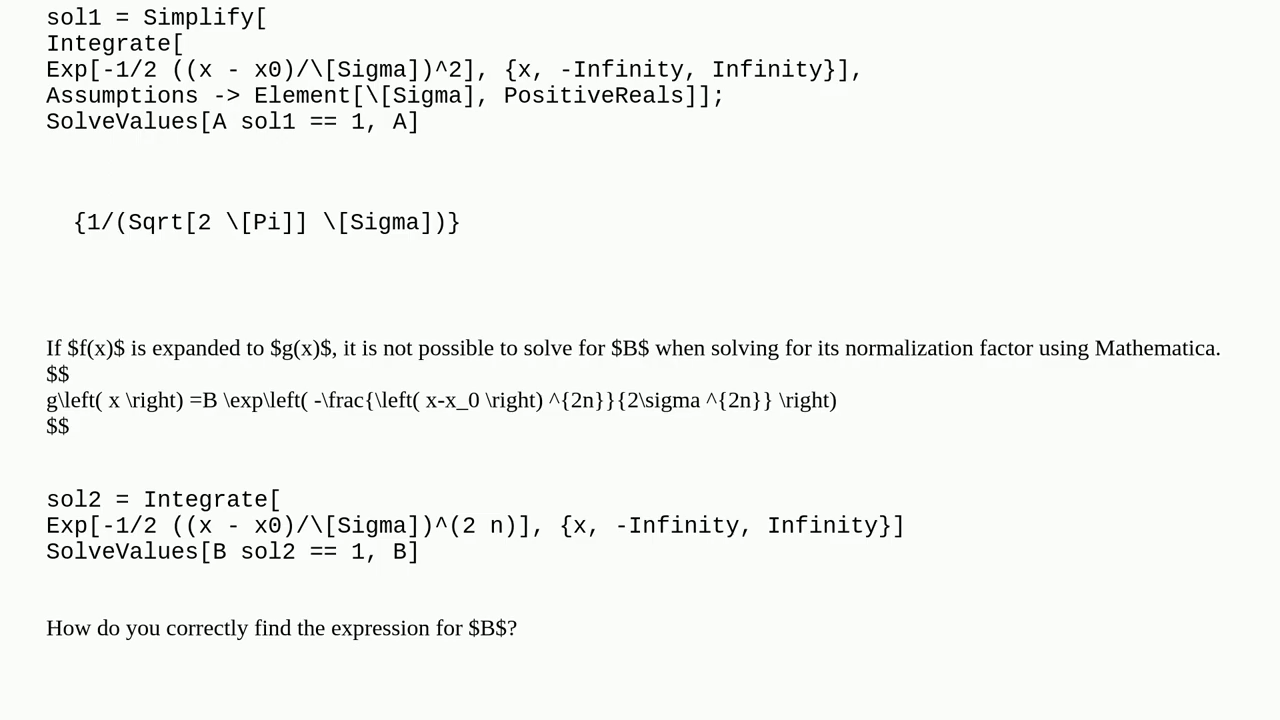 sol1 = Simplify[
Integrate[
Exp[-1/2 ((x - x0)/\[Sigma])^2], {x, -Infinity, Infinity}],
Assumptions -> Element[\[Sigma], PositiveReals]];
SolveValues[A sol1 == 1, A]
{1/(Sqrt[2 \[Pi]] \[Sigma])}
If $f(x)$ is expanded to $g(x)$, it is not possible to solve for $B$ when solving for its normalization factor using Mathematica.
$$
g\left( x \right) =B \exp\left( -\frac{\left( x-x_0 \right) ^{2n}}{2\sigma ^{2n}} \right)
$$
sol2 = Integrate[
Exp[-1/2 ((x - x0)/\[Sigma])^(2 n)], {x, -Infinity, Infinity}]
SolveValues[B sol2 == 1, B]
How do you correctly find the expression for $B$?